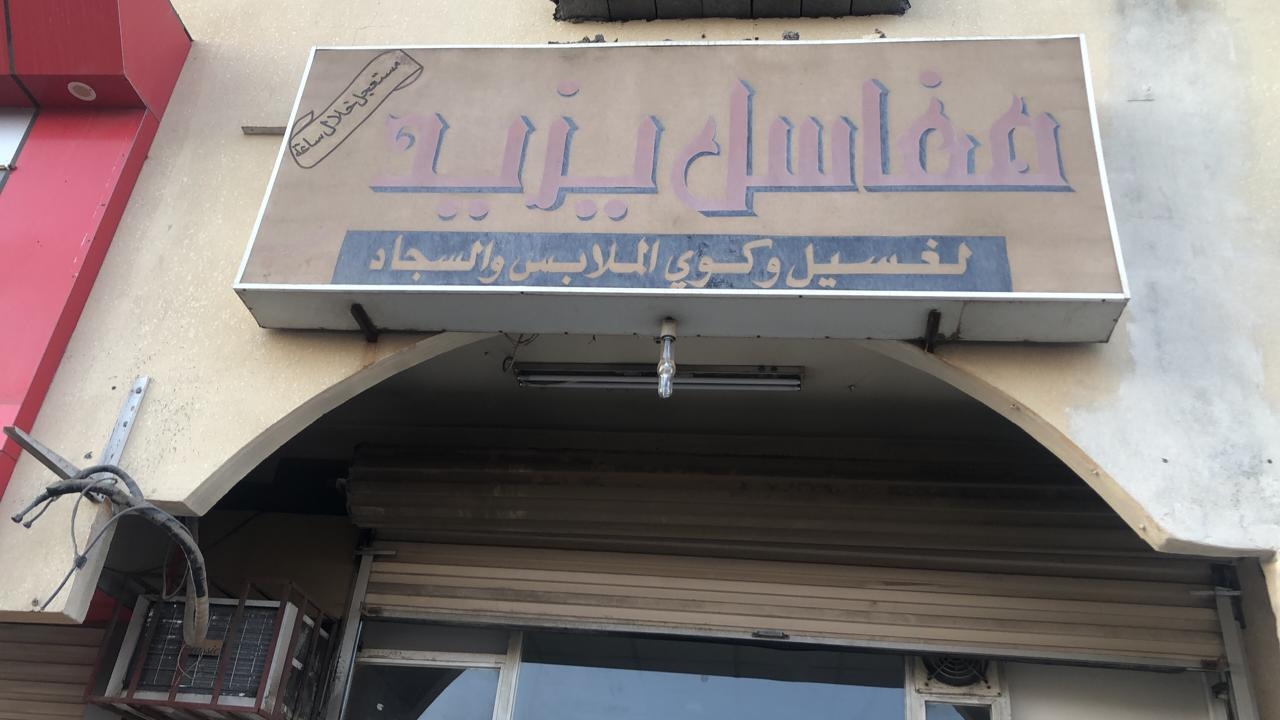 مغاسل يزيد
مستعجل خلال ساعة
لغسيل وكوي الملابس والسجاد